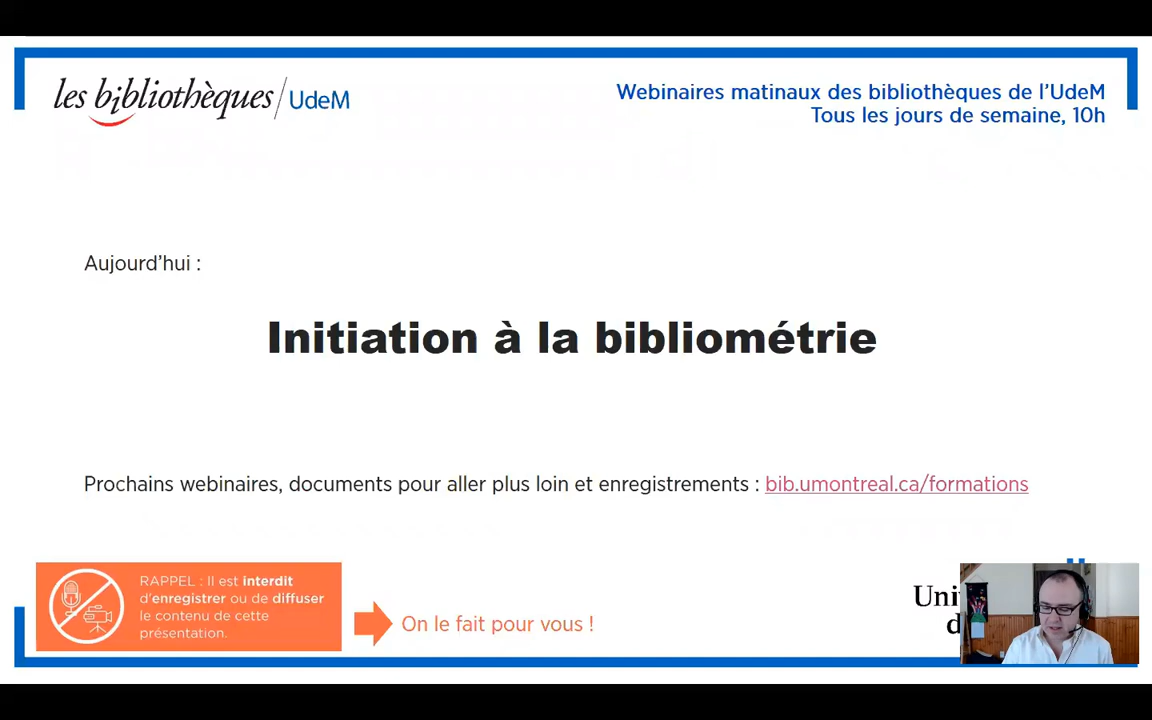 les bibliothèques/UdeM
Webinaires matinaux des bibliothèques de l'UdeM
Tous les jours de semaine, 10h
Aujourd'hui :
Initiation à la bibliométrie
Prochains webinaires, documents pour aller plus loin et enregistrements : bib.umontreal.ca/formations
RAPPEL : Il est interdit
d'enregistrer ou de diffuser
le contenu de cette
présentation.
On le fait pour vous !